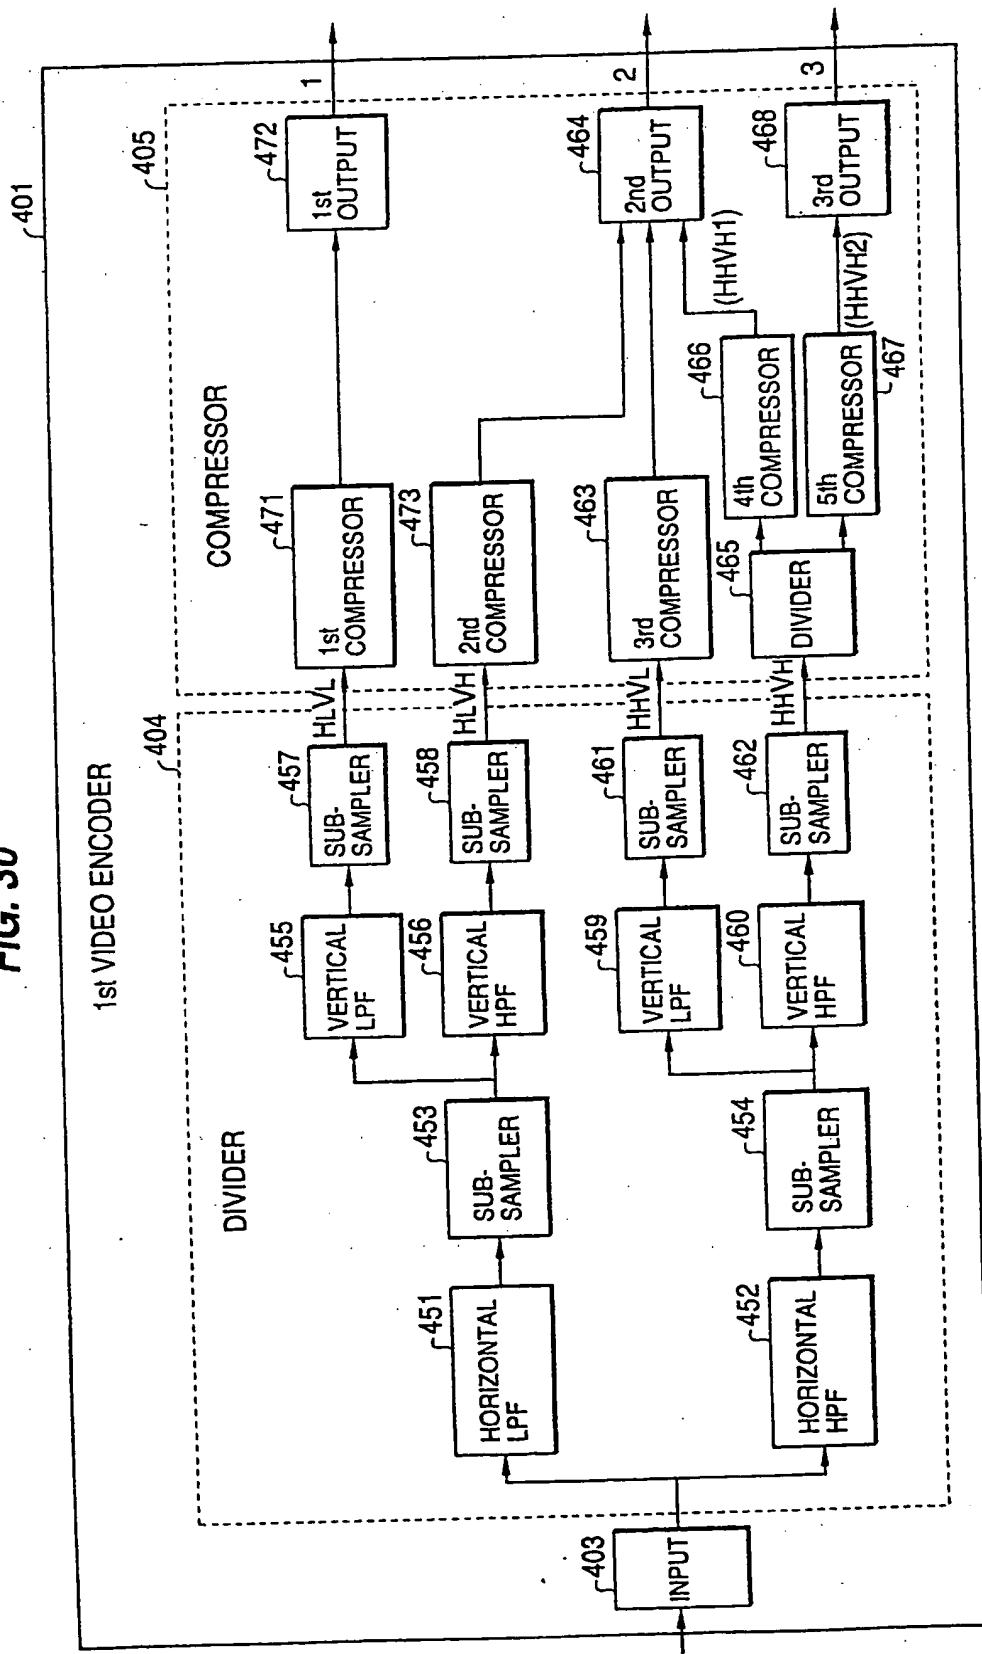 FIG. 30
401
1st VIDEO ENCODER
404
405
DIVIDER
COMPRESSOR
403
INPUT
451
HORIZONTAL
LPF
453
SUB-
SAMPLER
455
VERTICAL
LPF
457
SUB-
SAMPLER
HLVL
471
1st
COMPRESSOR
472
1st
OUTPUT
1
456
VERTICAL
HPF
458
SUB-
SAMPLER
HLVH
473
2nd
COMPRESSOR
464
2nd
OUTPUT
2
452
HORIZONTAL
HPF
454
SUB-
SAMPLER
459
VERTICAL
LPF
461
SUB-
SAMPLER
HHVL
463
3rd
COMPRESSOR
460
VERTICAL
HPF
462
SUB-
SAMPLER
HHVH
465
DIVIDER
466
4th
COMPRESSOR
(HHVH1)
5th
COMPRESSOR
467
(HHVH2)
468
3rd
OUTPUT
3